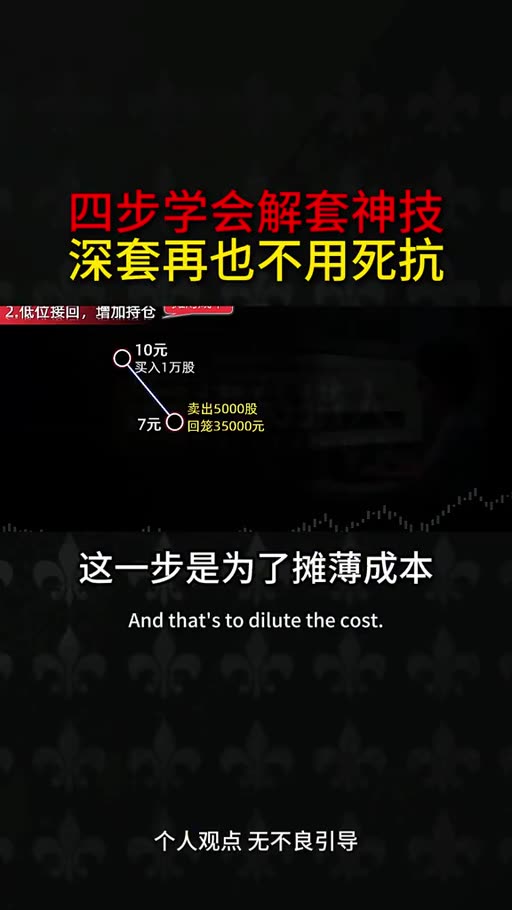 四步学会解套神技
深套再也不用死抗
2.低位接回，增加持仓
10元
买入1万股
7元
卖出5000股
回笼35000元
这一步是为了摊薄成本
And that's to dilute the cost.
个人观点 无不良引导